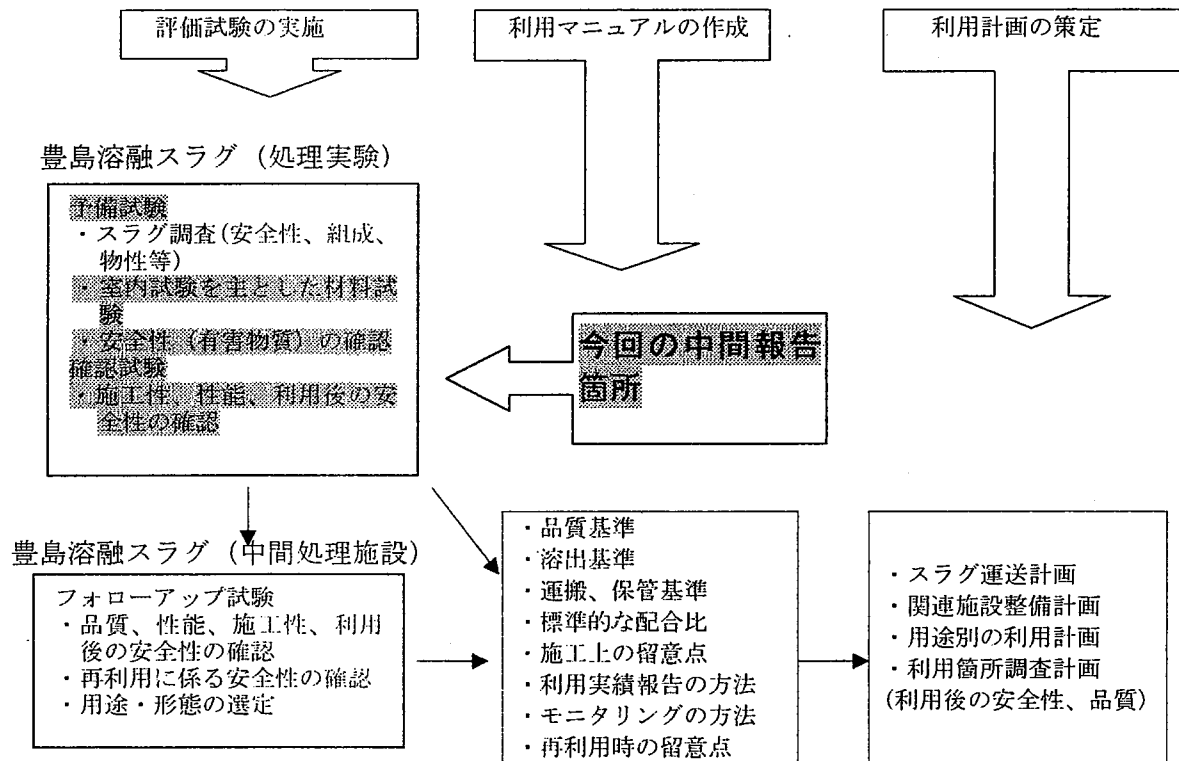 評価試験の実施
利用マニュアルの作成
利用計画の策定
豊島溶融スラグ（処理実験）
予備試験
・スラグ調査(安全性、組成、
物性等)
・室内試験を主とした材料試
験
・安全性（有害物質）の確認
確認試験
・施工性、性能、利用後の安
全性の確認
今回の中間報告
箇所
豊島溶融スラグ（中間処理施設）
フォローアップ試験
・品質、性能、施工性、利用
後の安全性の確認
・再利用に係る安全性の確認
・用途・形態の選定
・品質基準
・溶出基準
・運搬、保管基準
・標準的な配合比
・施工上の留意点
・利用実績報告の方法
・モニタリングの方法
・再利用時の留意点
・スラグ運送計画
・関連施設整備計画
・用途別の利用計画
・利用箇所調査計画
(利用後の安全性、品質)